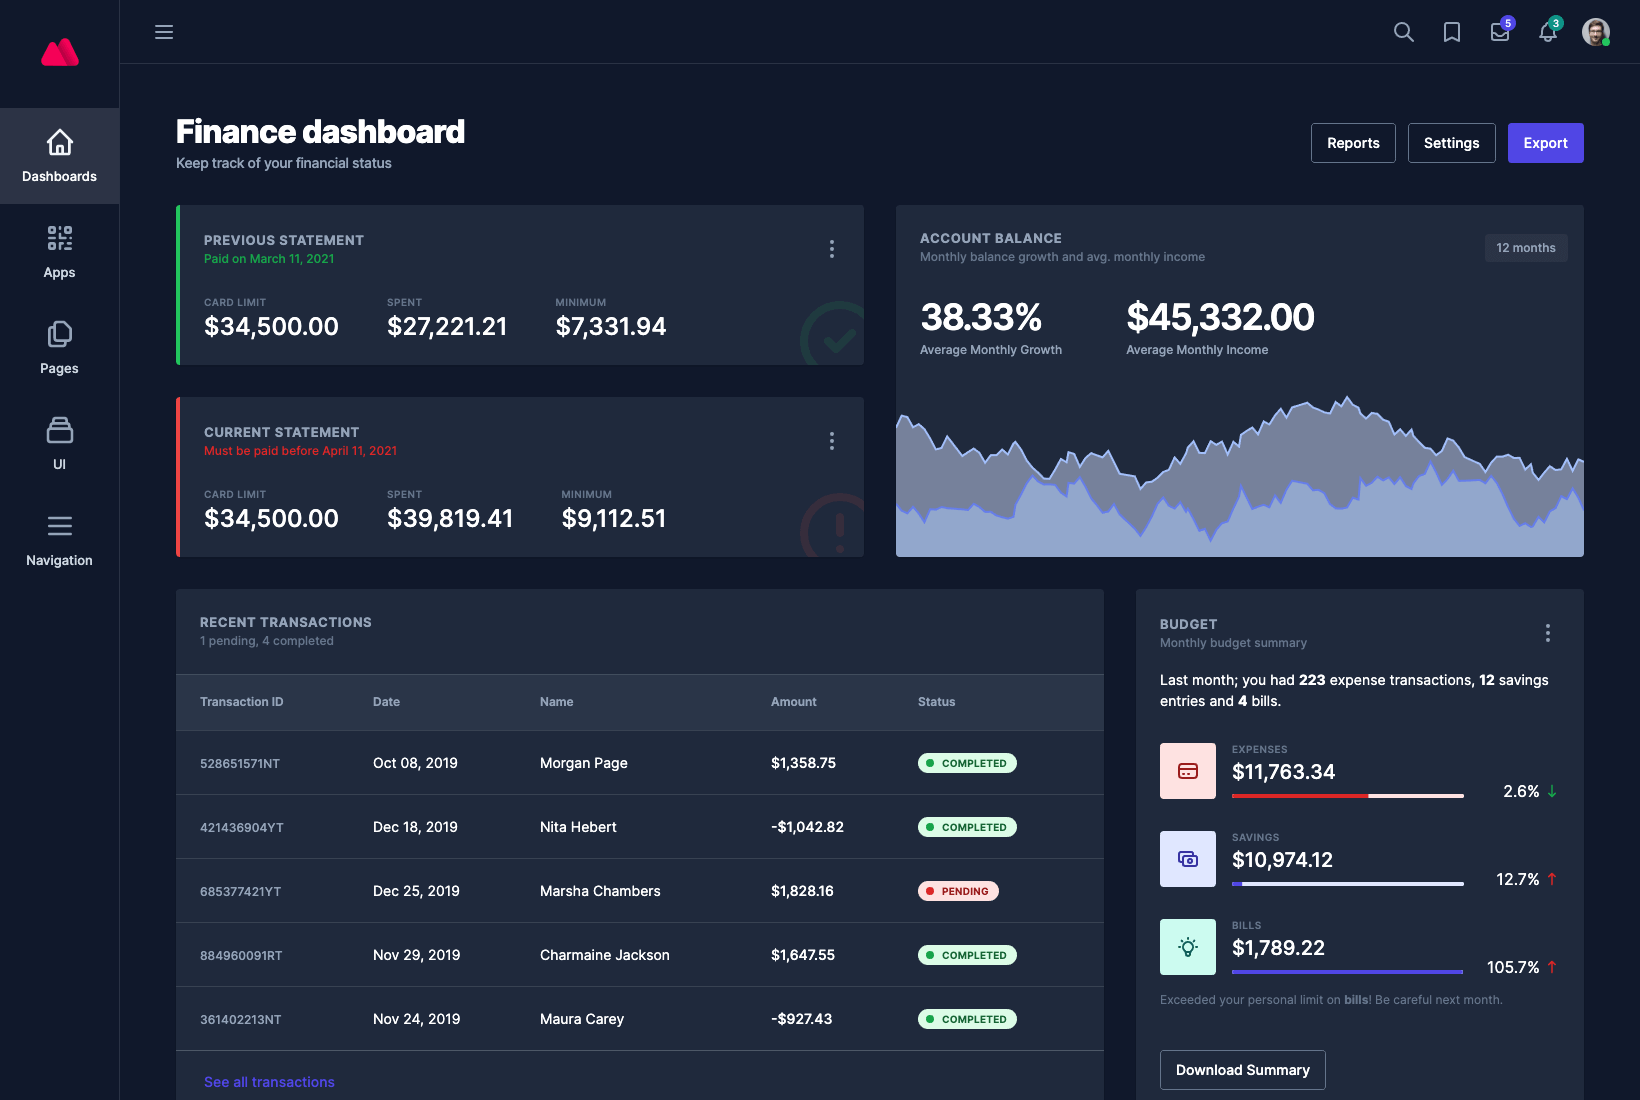 5
3
Dashboards
Apps
Pages
UI
Navigation
Finance dashboard
Keep track of your financial status
Reports
Settings
Export
PREVIOUS STATEMENT
Paid on March 11, 2021
CARD LIMIT SPENT MINIMUM
$34,500.00 $27,221.21 $7,331.94
CURRENT STATEMENT
Must be paid before April 11, 2021
CARD LIMIT SPENT MINIMUM
$34,500.00 $39,819.41 $9,112.51
ACCOUNT BALANCE
Monthly balance growth and avg. monthly income
12 months
38.33% $45,332.00
Average Monthly Growth Average Monthly Income
RECENT TRANSACTIONS
1 pending, 4 completed
Transaction ID Date Name Amount Status
528651571NT Oct 08, 2019 Morgan Page $1,358.75 COMPLETED
421436904YT Dec 18, 2019 Nita Hebert -$1,042.82 COMPLETED
685377421YT Dec 25, 2019 Marsha Chambers $1,828.16 PENDING
884960091RT Nov 29, 2019 Charmaine Jackson $1,647.55 COMPLETED
361402213NT Nov 24, 2019 Maura Carey -$927.43 COMPLETED
See all transactions
BUDGET
Monthly budget summary
Last month; you had 223 expense transactions, 12 savings
entries and 4 bills.
EXPENSES
$11,763.34
2.6%
SAVINGS
$10,974.12
12.7%
BILLS
$1,789.22
105.7%
Exceeded your personal limit on bills! Be careful next month.
Download Summary